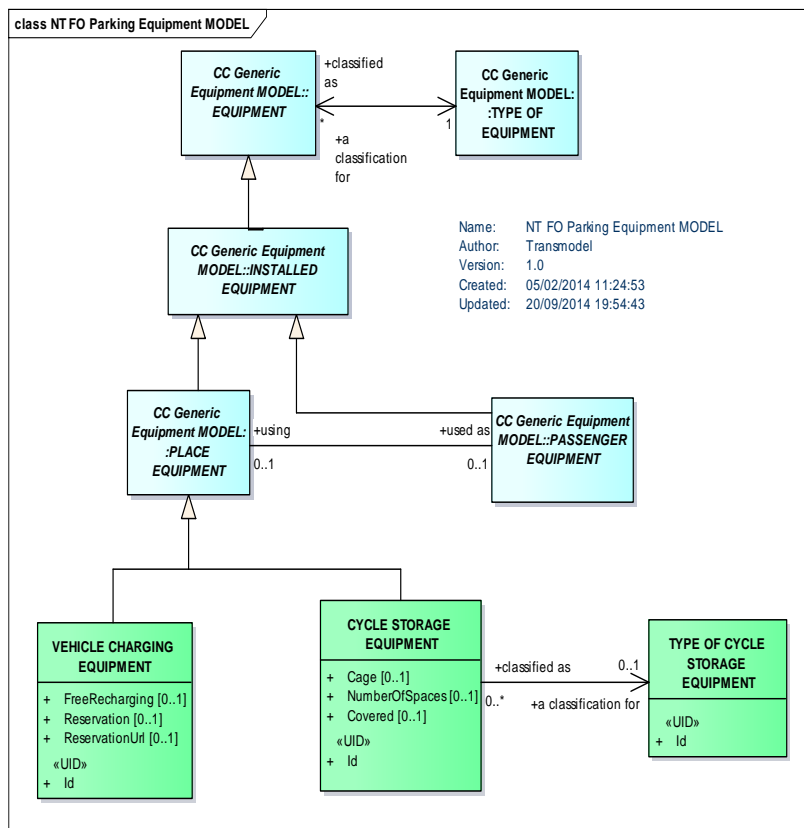 class NT FO Parking Equipment MODEL
CC Generic
Equipment MODEL::
EQUIPMENT
+classified
as
*
1
+a
classification
for
CC Generic
Equipment MODEL:
:TYPE OF
EQUIPMENT
CC Generic Equipment
MODEL::INSTALLED
EQUIPMENT
Name: NT FO Parking Equipment MODEL
Author: Transmodel
Version: 1.0
Created: 05/02/2014 11:24:53
Updated: 20/09/2014 19:54:43
CC Generic
Equipment MODEL:
:PLACE
EQUIPMENT
+using
0..1
+used as
0..1
CC Generic Equipment
MODEL::PASSENGER
EQUIPMENT
VEHICLE CHARGING
EQUIPMENT
+ FreeRecharging [0..1]
+ Reservation [0..1]
+ ReservationUrl [0..1]
«UID»
+ Id
CYCLE STORAGE
EQUIPMENT
+ Cage [0..1]
+ NumberOfSpaces [0..1]
+ Covered [0..1]
«UID»
+ Id
+classified as
0..1
0..*
+a classification for
TYPE OF CYCLE
STORAGE
EQUIPMENT
«UID»
+ Id